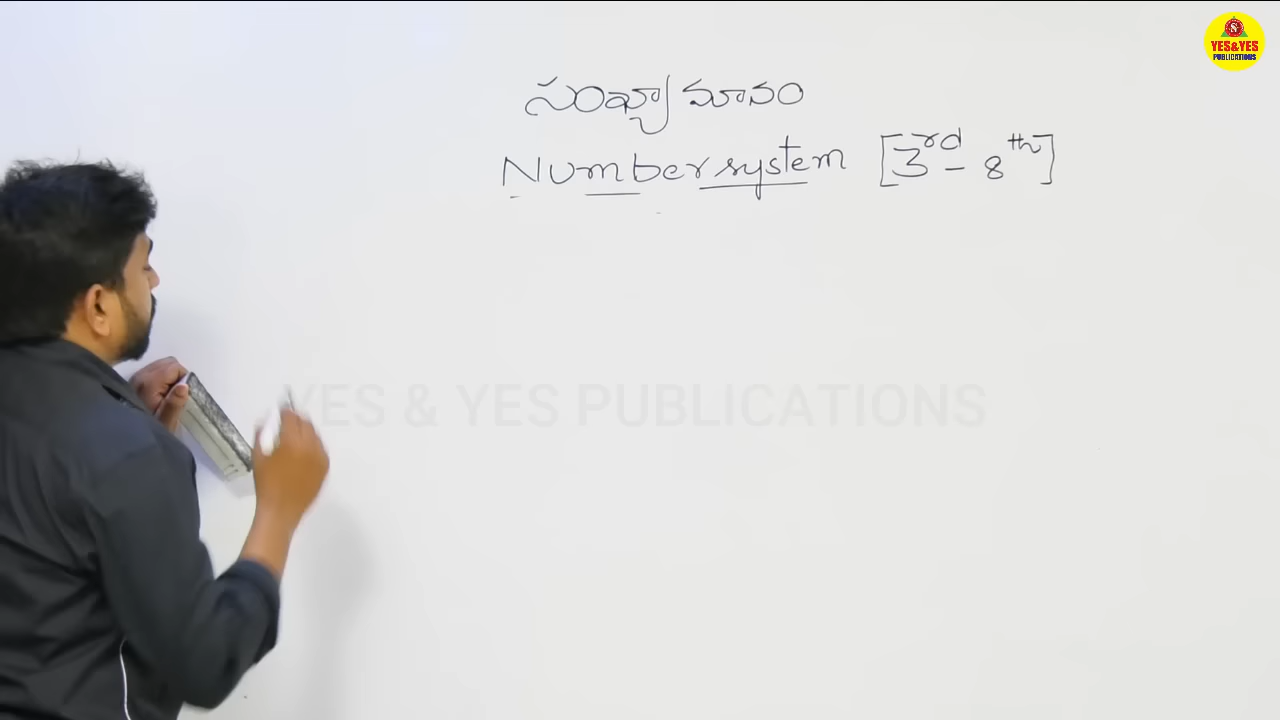 YES&YES
PUBLICATIONS
సంఖ్యా మానం
Number system [3rd - 8th]
YES & YES PUBLICATIONS